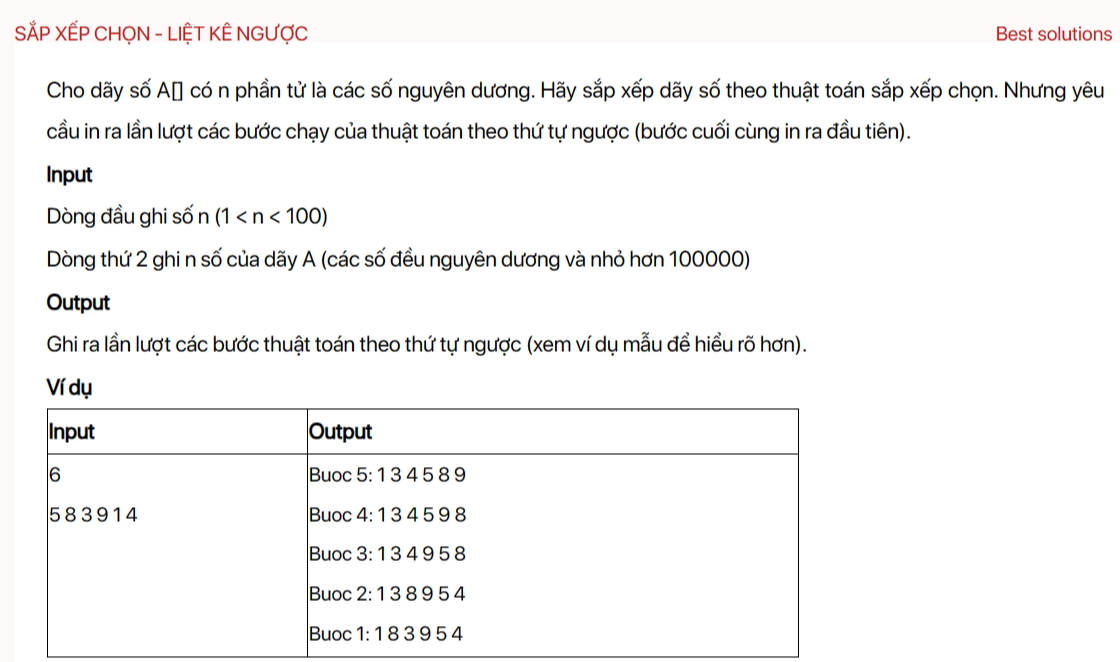 SẮP XẾP CHỌN - LIỆT KÊ NGƯỢC
Best solutions
Cho dãy số A[] có n phần tử là các số nguyên dương. Hãy sắp xếp dãy số theo thuật toán sắp xếp chọn. Nhưng yêu
cầu in ra lần lượt các bước chạy của thuật toán theo thứ tự ngược (bước cuối cùng in ra đầu tiên).
Input
Dòng đầu ghi số n (1 < n < 100)
Dòng thứ 2 ghi n số của dãy A (các số đều nguyên dương và nhỏ hơn 100000)
Output
Ghi ra lần lượt các bước thuật toán theo thứ tự ngược (xem ví dụ mẫu để hiểu rõ hơn).
Ví dụ
Input Output
6 Buoc 5: 1 3 4 5 8 9
5 8 3 9 1 4 Buoc 4: 1 3 4 5 9 8
Buoc 3: 1 3 4 9 5 8
Buoc 2: 1 3 8 9 5 4
Buoc 1: 1 8 3 9 5 4